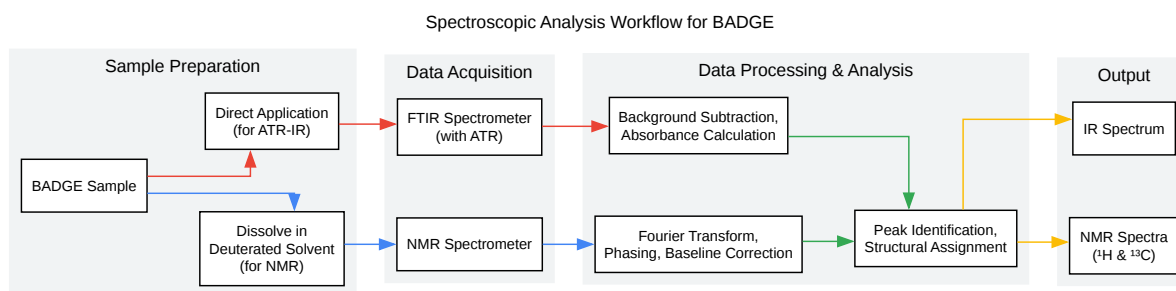 Spectroscopic Analysis Workflow for BADGE
Sample Preparation
BADGE Sample
Direct Application
(for ATR-IR)
Dissolve in
Deuterated Solvent
(for NMR)
Data Acquisition
FTIR Spectrometer
(with ATR)
NMR Spectrometer
Data Processing & Analysis
Background Subtraction,
Absorbance Calculation
Fourier Transform,
Phasing, Baseline Correction
Peak Identification,
Structural Assignment
Output
IR Spectrum
NMR Spectra
(¹H & ¹³C)